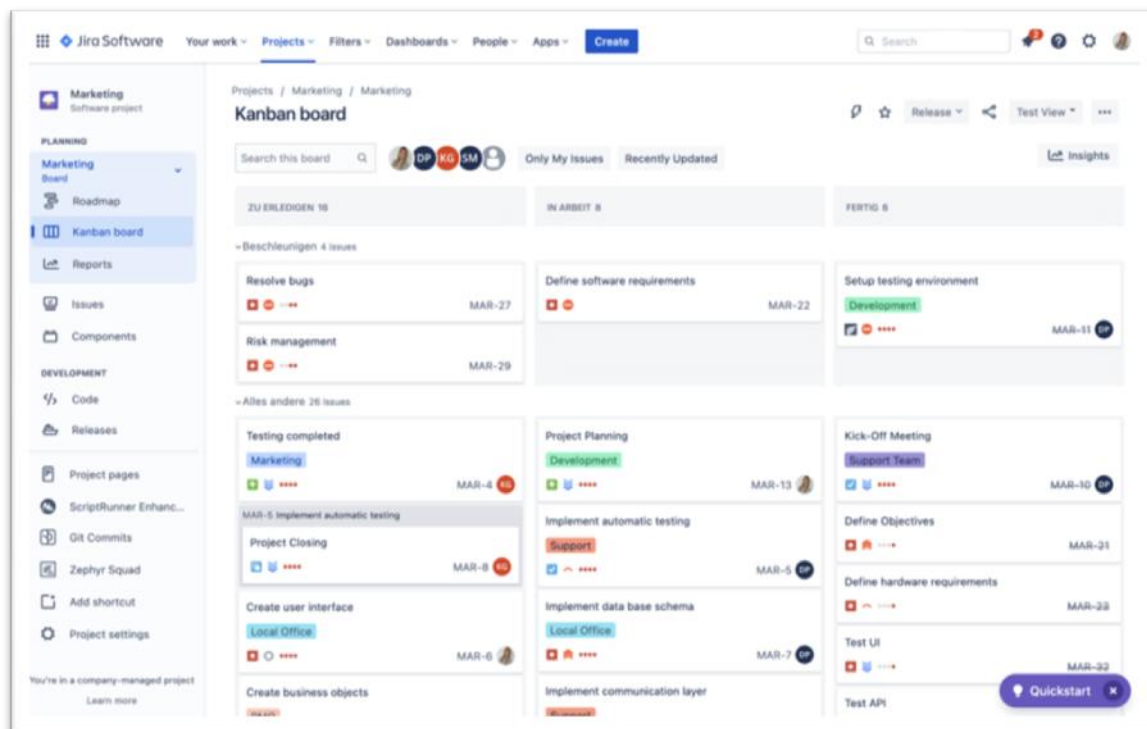 Jira Software Your work Projects Filters Dashboards People Apps Create Search 2
Marketing
Software project
PLANNING
Marketing
Board
Roadmap
Kanban board
Reports
Issues
Components
DEVELOPMENT
Code
Releases
Project pages
ScriptRunner Enhanc...
Git Commits
Zephyr Squad
Add shortcut
Project settings
You're in a company-managed project
Learn more
Projects / Marketing / Marketing
Kanban board
Release Test View
Search this board DP KG SM Only My Issues Recently Updated Insights
ZU ERLEDIGEN 16 IN ARBEIT 8 FERTIG 6
Beschleunigen 4 issues
Resolve bugs
MAR-27
Risk management
MAR-29
Define software requirements
MAR-22
Setup testing environment
Development
MAR-11 DP
Alles andere 26 issues
Testing completed
Marketing
MAR-4 KG
MAR-5 Implement automatic testing
Project Closing
MAR-8 KG
Create user interface
Local Office
MAR-6
Create business objects
PMO
Project Planning
Development
MAR-13
Implement automatic testing
Support
MAR-5 DP
Implement data base schema
Local Office
MAR-7 DP
Implement communication layer
Support
Kick-Off Meeting
Support Team
MAR-10 DP
Define Objectives
MAR-21
Define hardware requirements
MAR-23
Test UI
MAR-32
Test API
Quickstart